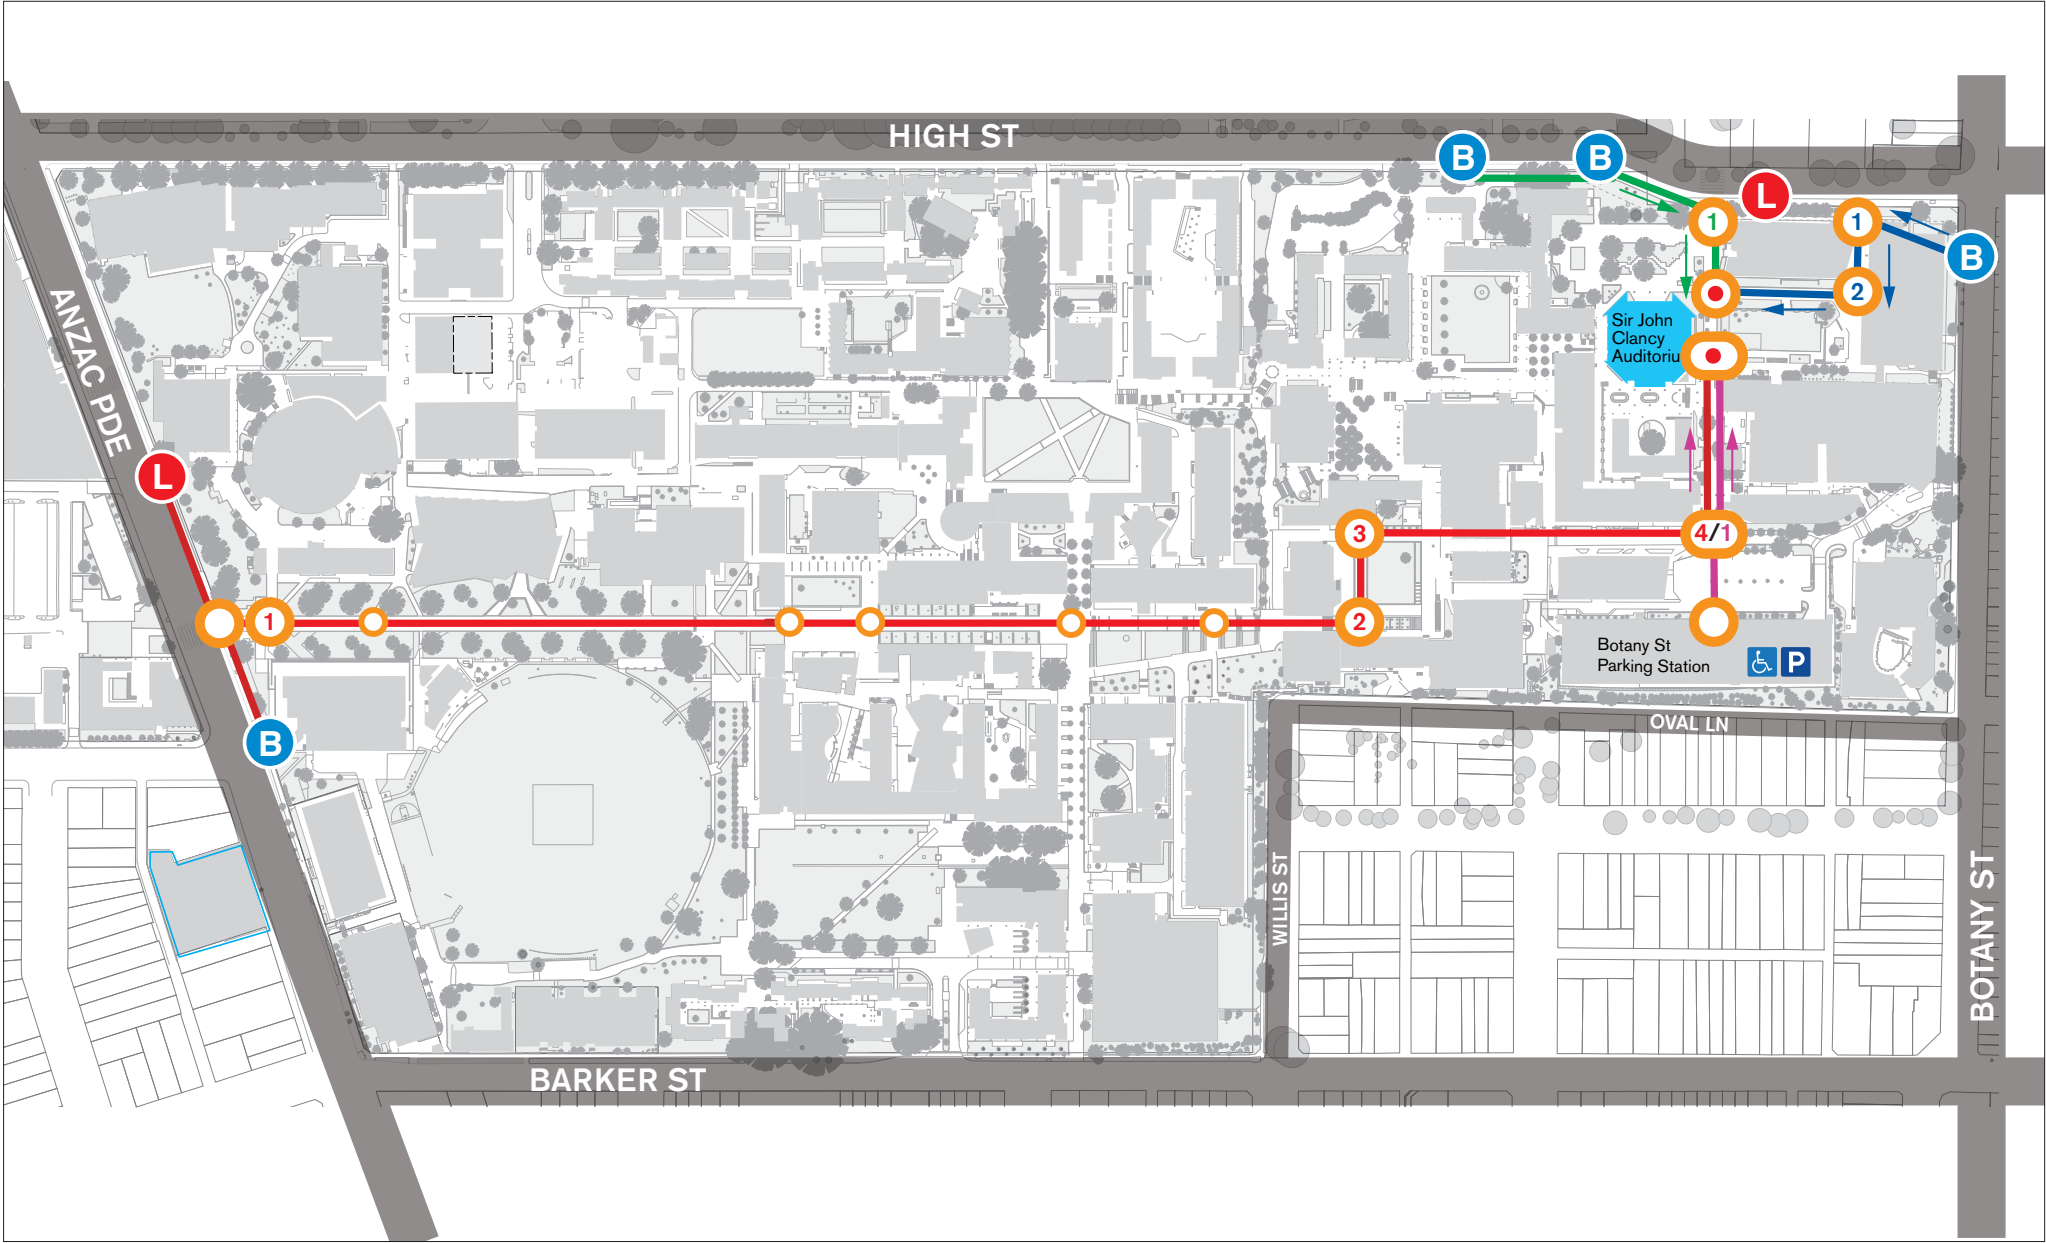 HIGH ST
B
B
L
1
1
B
2
Sir John
Clancy
Auditoriu
ANZAC PDE
L
3
4/1
1
2
Botany St
Parking Station
P
B
OVAL LN
WILLIS ST
BOTANY ST
BARKER ST